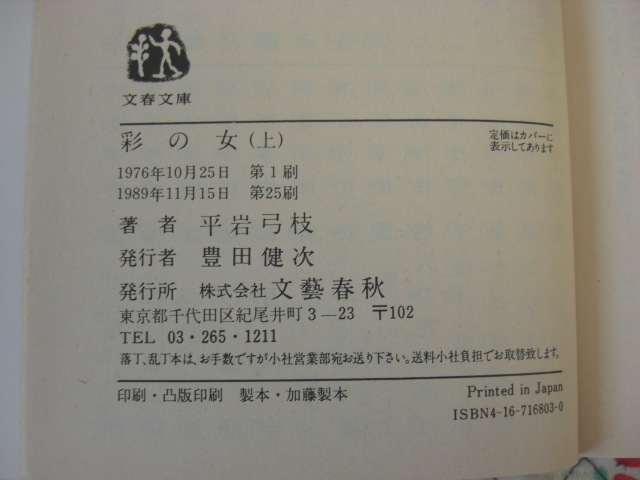 文春文庫
彩の女(上)
定価はカバーに
表示してあります
1976年10月25日 第1刷
1989年11月15日 第25刷
著者 平岩弓枝
発行者 豊田健次
発行所 株式会社 文藝春秋
東京都千代田区紀尾井町3―23 〒102
TEL 03・265・1211
落丁、乱丁本は、お手数ですが小社営業部宛お送り下さい。送料小社負担でお取替致します。
印刷・凸版印刷 製本・加藤製本
Printed in Japan
ISBN4-16-716803-0